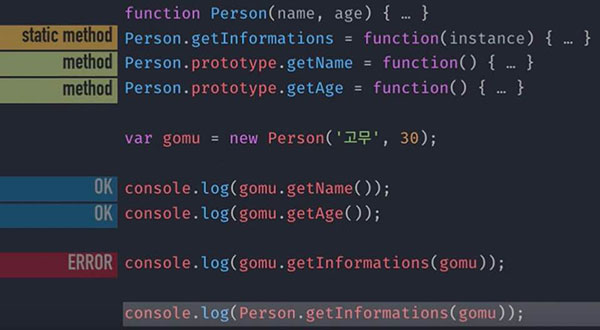 function Person(name, age) { … }
static method Person.getInformations = function(instance) { … }
method Person.prototype.getName = function() { … }
method Person.prototype.getAge = function() { … }
var gomu = new Person('고무', 30);
OK console.log(gomu.getName());
OK console.log(gomu.getAge());
ERROR console.log(gomu.getInformations(gomu));
console.log(Person.getInformations(gomu));